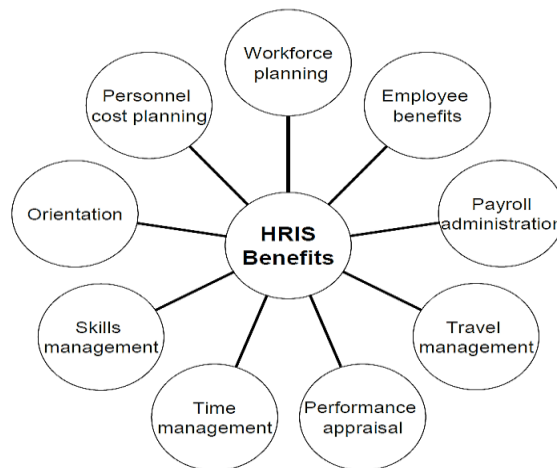 Workforce
planning
Employee
benefits
Payroll
administration
Travel
management
Performance
appraisal
Time
management
Skills
management
Orientation
Personnel
cost planning
HRIS
Benefits